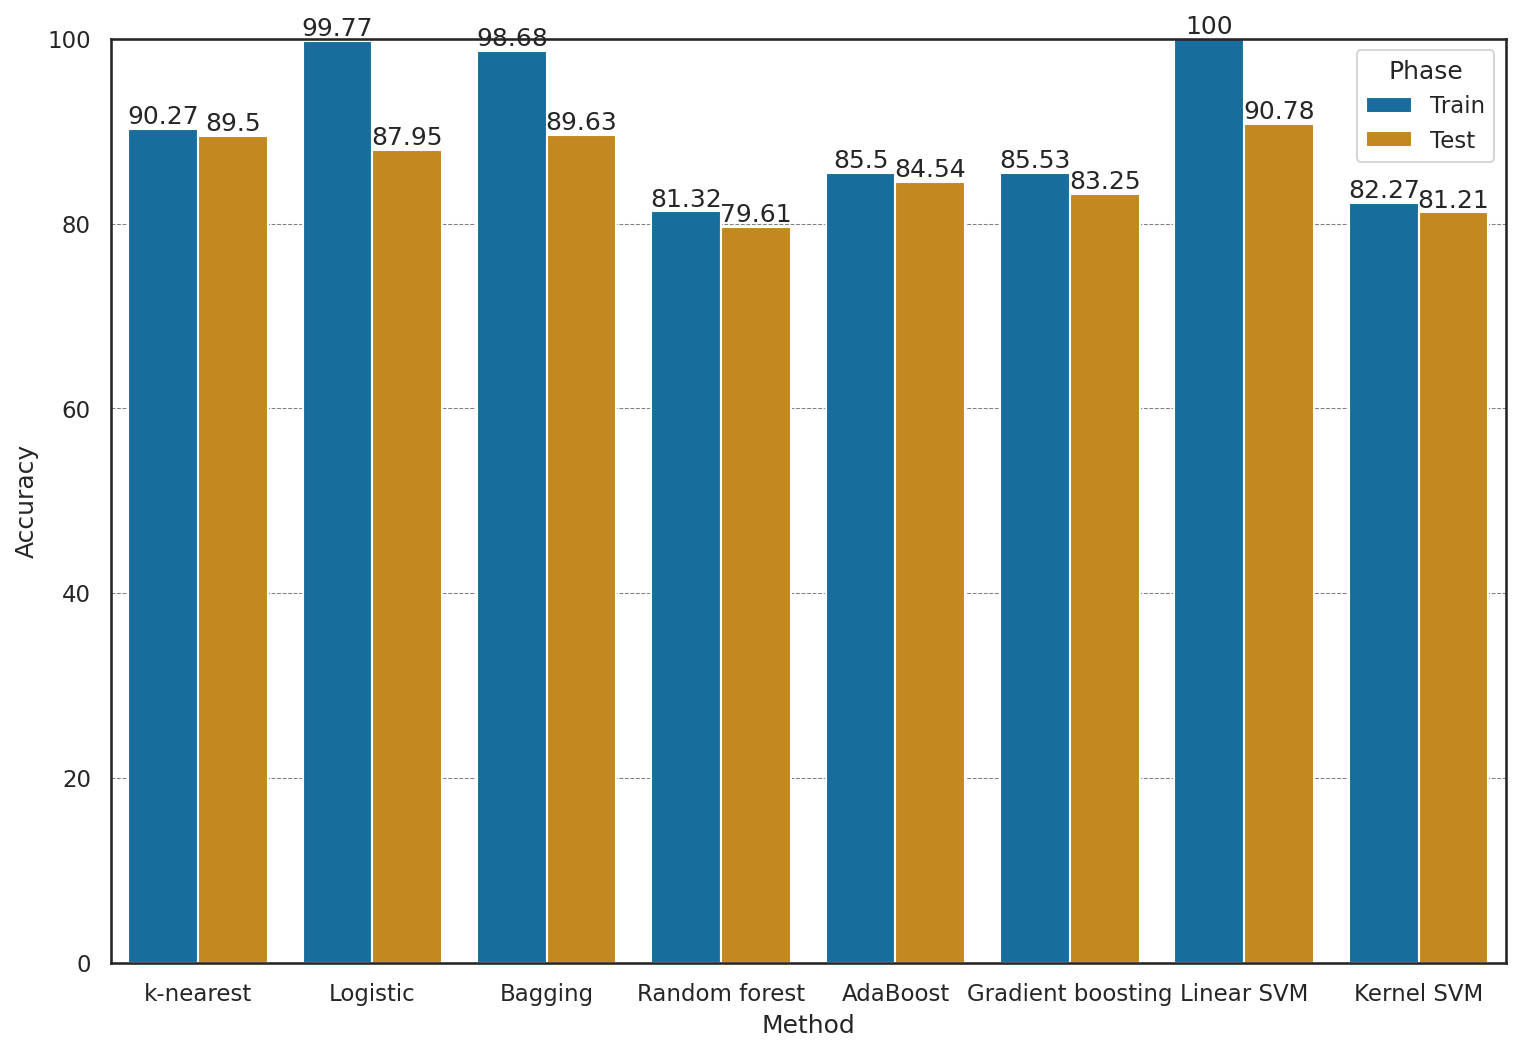 99.77
100
98.68
100
90.27
89.5
87.95
89.63
90.78
Phase
Train
Test
85.5
84.54
85.53
83.25
81.32
79.61
82.27
81.21
80
60
40
20
0
Accuracy
k-nearest
Logistic
Bagging
Random forest
AdaBoost
Gradient boosting
Linear SVM
Kernel SVM
Method